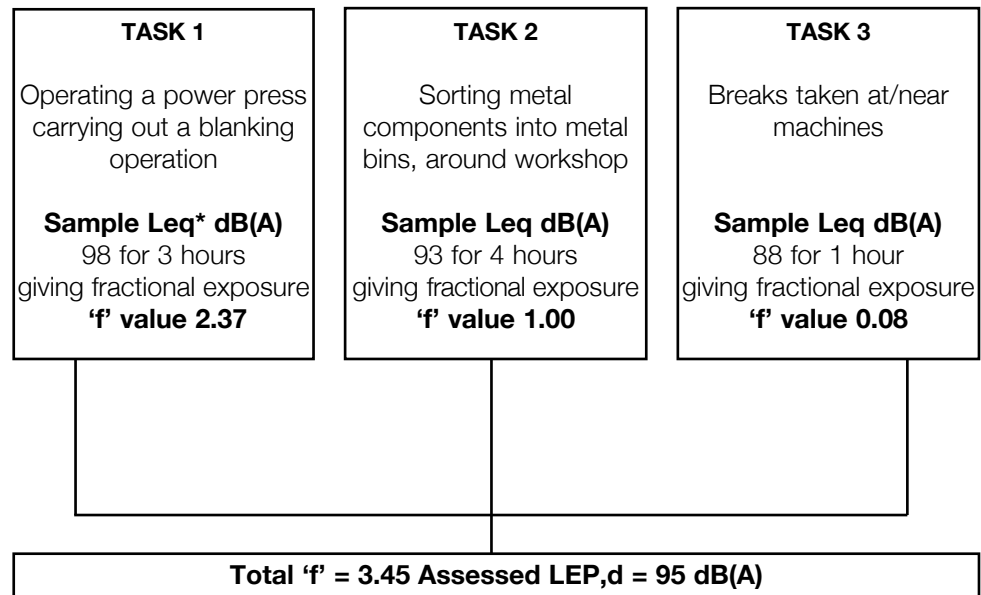 TASK 1
Operating a power press
carrying out a blanking
operation
Sample Leq* dB(A)
98 for 3 hours
giving fractional exposure
‘f’ value 2.37
TASK 2
Sorting metal
components into metal
bins, around workshop
Sample Leq dB(A)
93 for 4 hours
giving fractional exposure
‘f’ value 1.00
TASK 3
Breaks taken at/near
machines
Sample Leq dB(A)
88 for 1 hour
giving fractional exposure
‘f’ value 0.08
Total ‘f’ = 3.45 Assessed LEP,d = 95 dB(A)